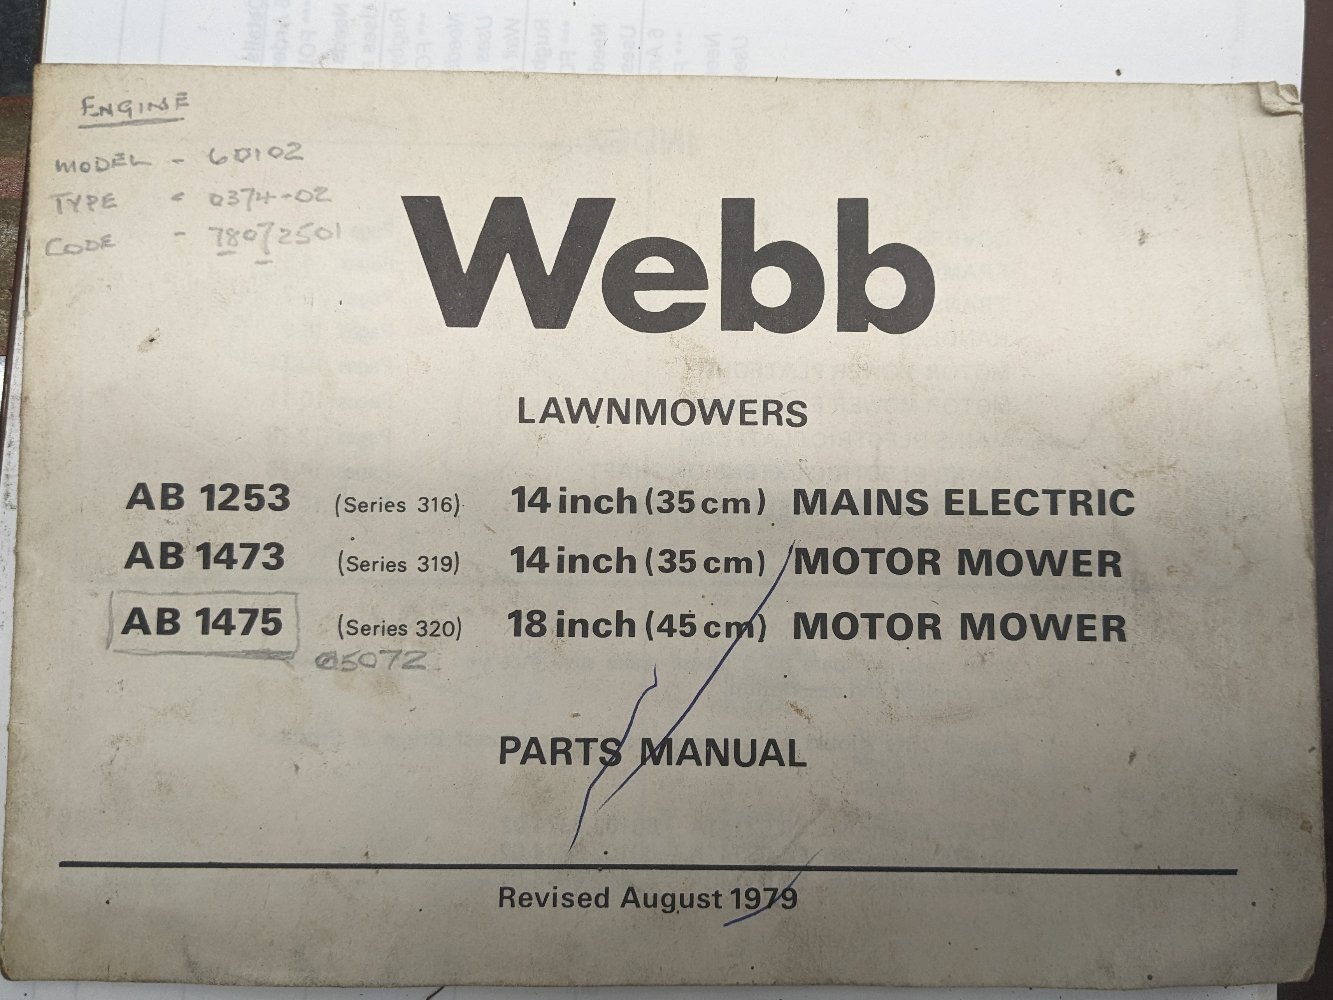 ENGINE
MODEL - 60102
TYPE - 0374-02
CODE - 78072501
Webb
LAWNMOWERS
AB 1253 (Series 316) 14 inch (35 cm) MAINS ELECTRIC
AB 1473 (Series 319) 14 inch (35 cm) MOTOR MOWER
AB 1475 (Series 320) 18 inch (45 cm) MOTOR MOWER
05072
PARTS MANUAL
Revised August 1979